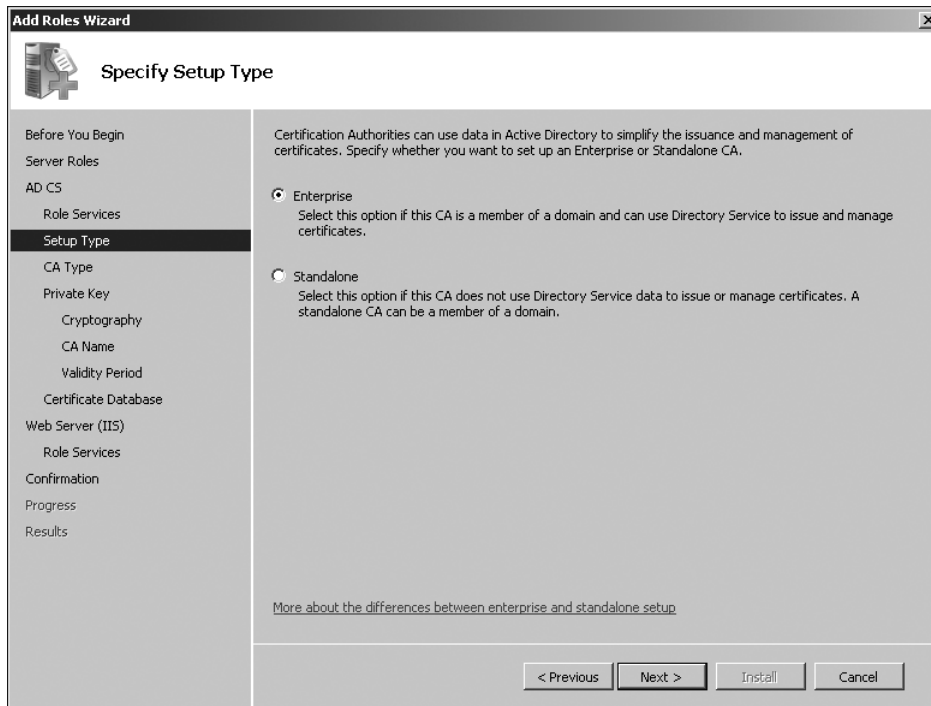 Add Roles Wizard
Specify Setup Type
Before You Begin
Server Roles
AD CS
Role Services
Setup Type
CA Type
Private Key
Cryptography
CA Name
Validity Period
Certificate Database
Web Server (IIS)
Role Services
Confirmation
Progress
Results
Certification Authorities can use data in Active Directory to simplify the issuance and management of
certificates. Specify whether you want to set up an Enterprise or Standalone CA.
Enterprise
Select this option if this CA is a member of a domain and can use Directory Service to issue and manage
certificates.
Standalone
Select this option if this CA does not use Directory Service data to issue or manage certificates. A
standalone CA can be a member of a domain.
More about the differences between enterprise and standalone setup
< Previous
Next >
Install
Cancel